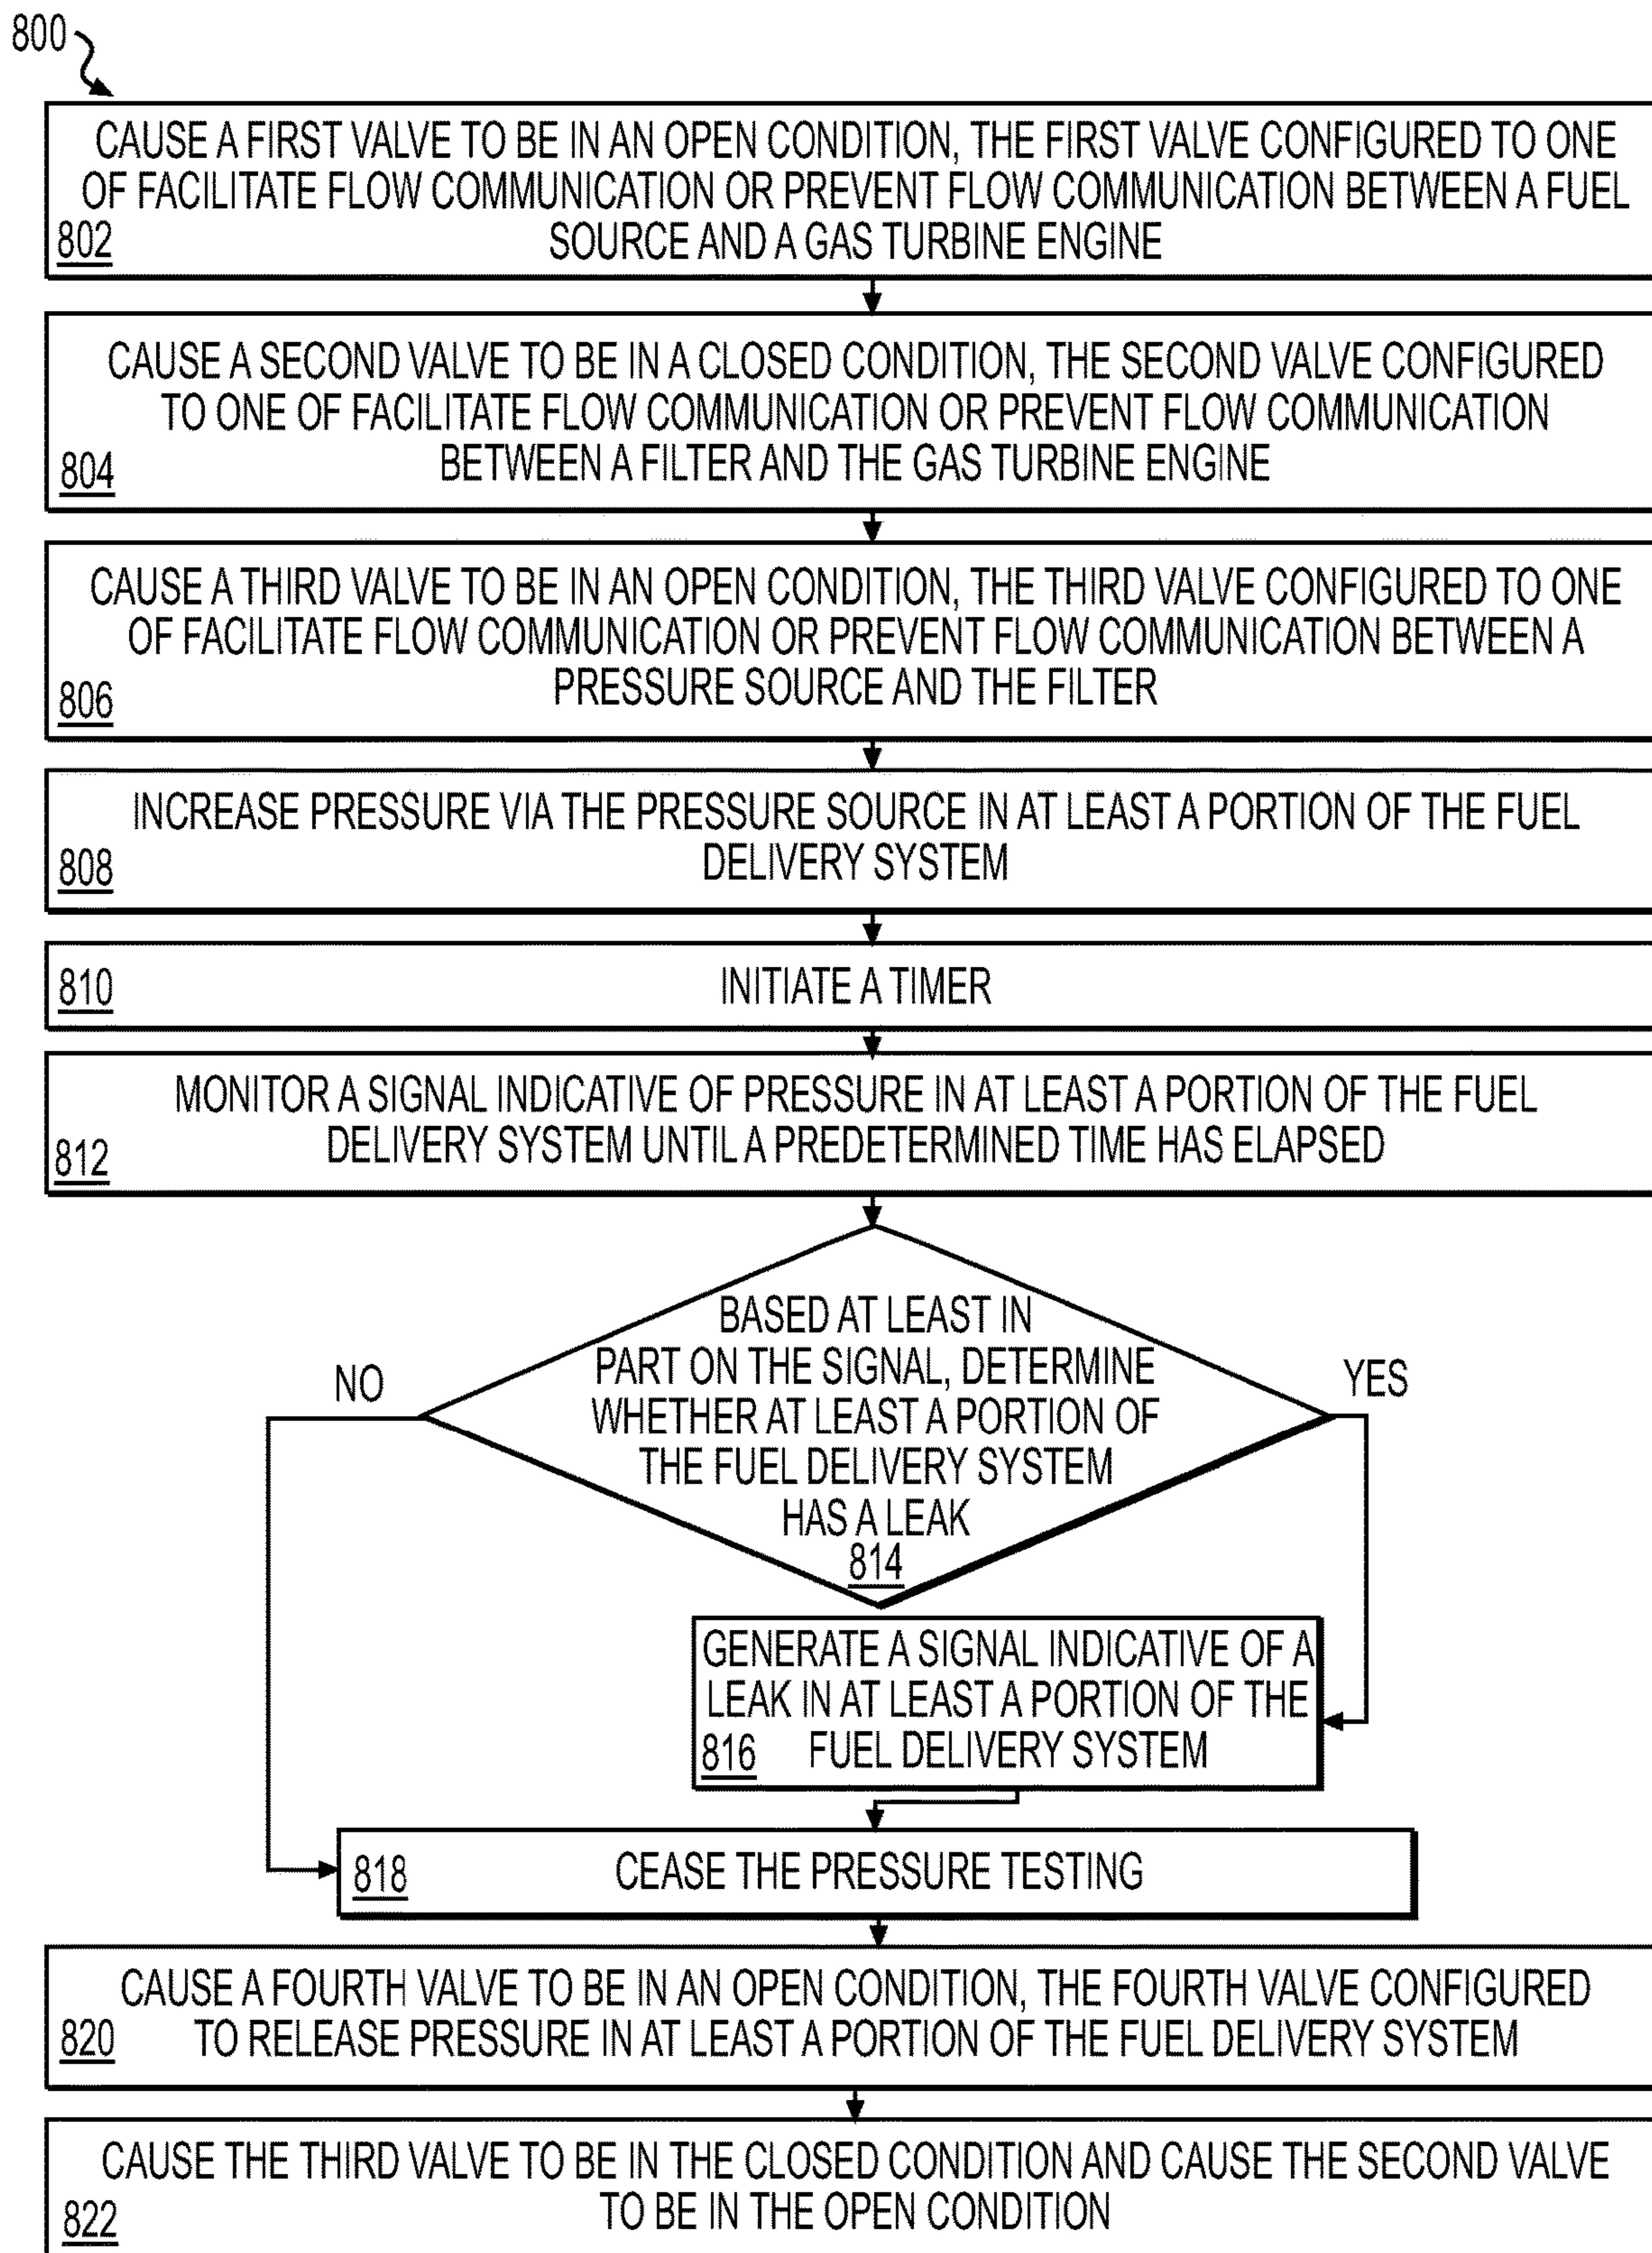 800
CAUSE A FIRST VALVE TO BE IN AN OPEN CONDITION, THE FIRST VALVE CONFIGURED TO ONE
OF FACILITATE FLOW COMMUNICATION OR PREVENT FLOW COMMUNICATION BETWEEN A FUEL
SOURCE AND A GAS TURBINE ENGINE
802
CAUSE A SECOND VALVE TO BE IN A CLOSED CONDITION, THE SECOND VALVE CONFIGURED
TO ONE OF FACILITATE FLOW COMMUNICATION OR PREVENT FLOW COMMUNICATION
BETWEEN A FILTER AND THE GAS TURBINE ENGINE
804
CAUSE A THIRD VALVE TO BE IN AN OPEN CONDITION, THE THIRD VALVE CONFIGURED TO ONE
OF FACILITATE FLOW COMMUNICATION OR PREVENT FLOW COMMUNICATION BETWEEN A
PRESSURE SOURCE AND THE FILTER
806
INCREASE PRESSURE VIA THE PRESSURE SOURCE IN AT LEAST A PORTION OF THE FUEL
DELIVERY SYSTEM
808
810
INITIATE A TIMER
MONITOR A SIGNAL INDICATIVE OF PRESSURE IN AT LEAST A PORTION OF THE FUEL
DELIVERY SYSTEM UNTIL A PREDETERMINED TIME HAS ELAPSED
812
BASED AT LEAST IN
PART ON THE SIGNAL, DETERMINE
WHETHER AT LEAST A PORTION OF
THE FUEL DELIVERY SYSTEM
HAS A LEAK
814
NO
YES
GENERATE A SIGNAL INDICATIVE OF A
LEAK IN AT LEAST A PORTION OF THE
FUEL DELIVERY SYSTEM
816
818
CEASE THE PRESSURE TESTING
CAUSE A FOURTH VALVE TO BE IN AN OPEN CONDITION, THE FOURTH VALVE CONFIGURED
TO RELEASE PRESSURE IN AT LEAST A PORTION OF THE FUEL DELIVERY SYSTEM
820
CAUSE THE THIRD VALVE TO BE IN THE CLOSED CONDITION AND CAUSE THE SECOND VALVE
TO BE IN THE OPEN CONDITION
822